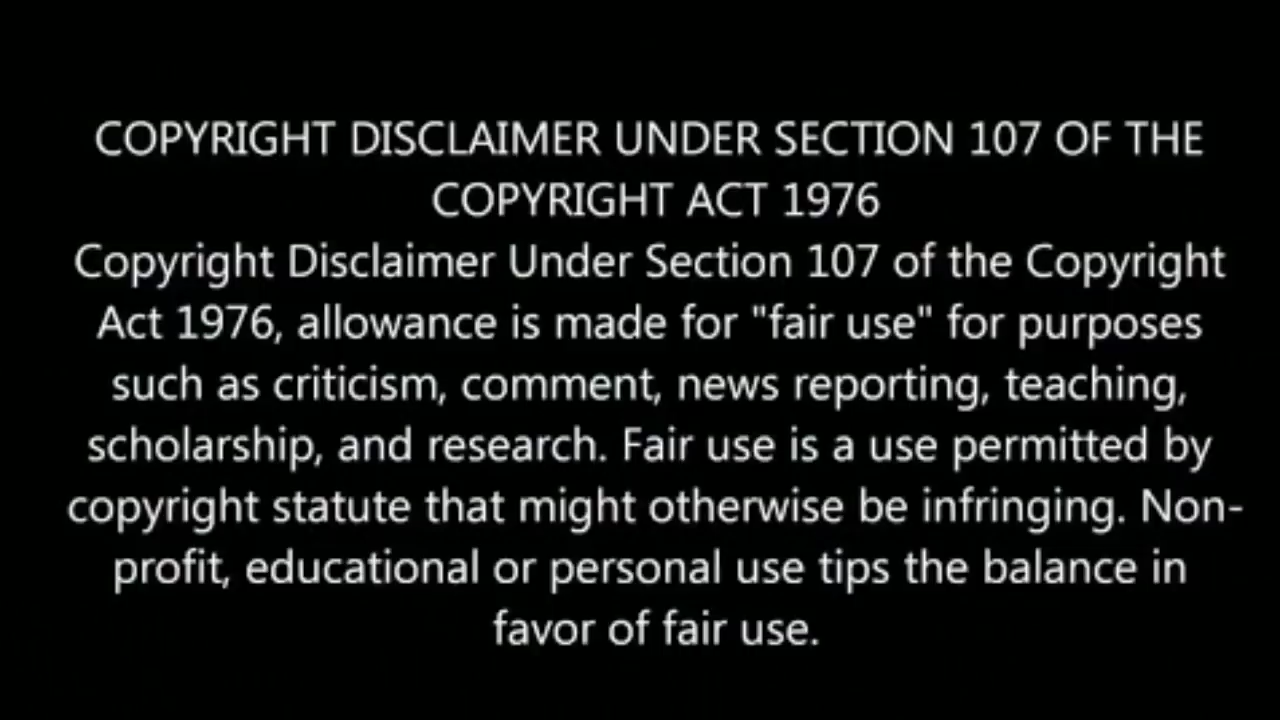 COPYRIGHT DISCLAIMER UNDER SECTION 107 OF THE
COPYRIGHT ACT 1976
Copyright Disclaimer Under Section 107 of the Copyright
Act 1976, allowance is made for "fair use" for purposes
such as criticism, comment, news reporting, teaching,
scholarship, and research. Fair use is a use permitted by
copyright statute that might otherwise be infringing. Non-
profit, educational or personal use tips the balance in
favor of fair use.